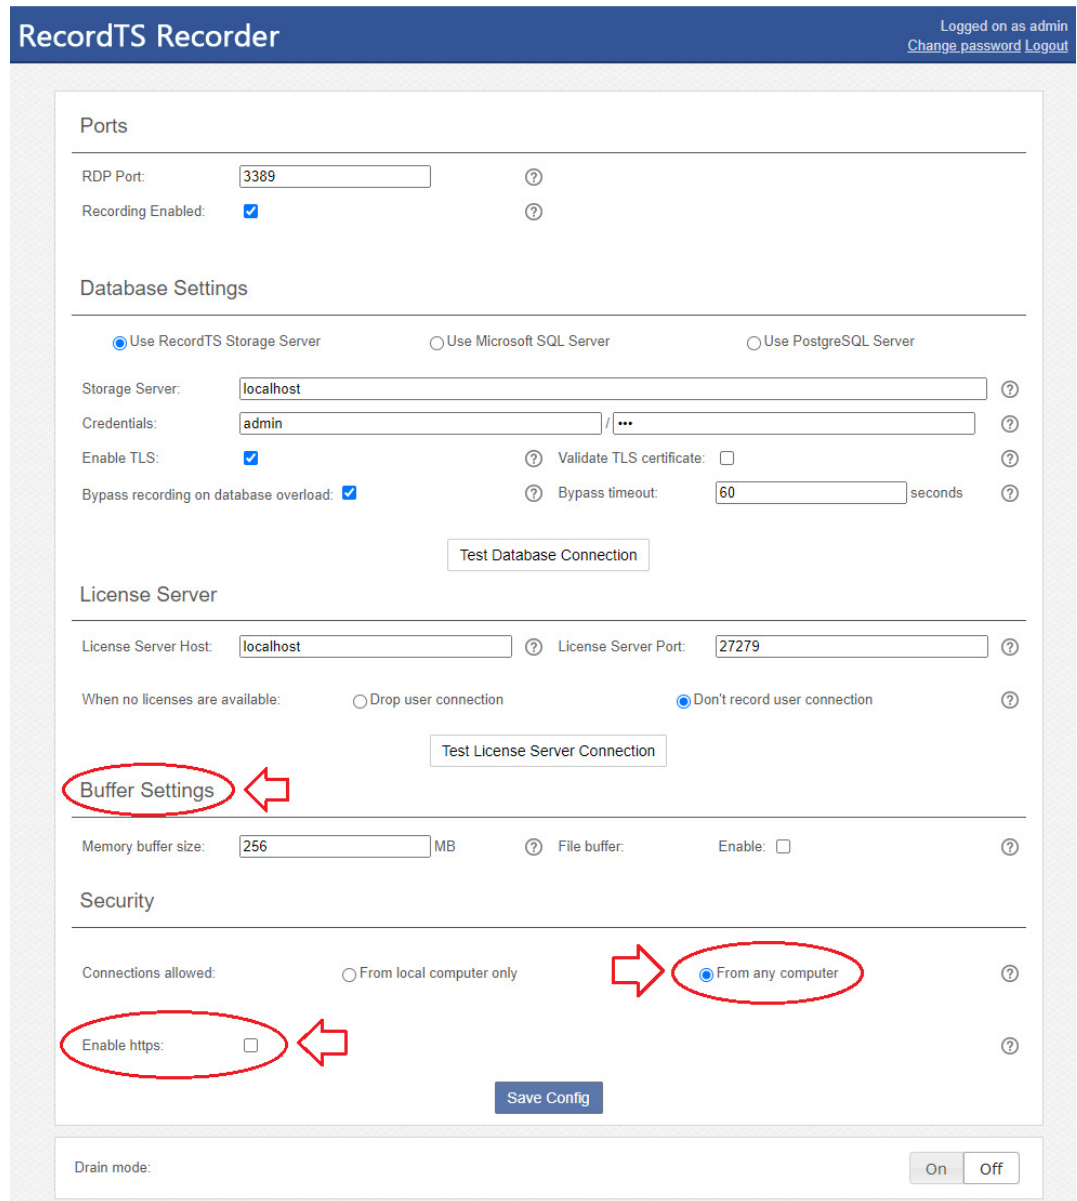 RecordTS Recorder
Logged on as admin
Change password Logout
Ports
RDP Port: 3389 ?
Recording Enabled: ?
Database Settings
Use RecordTS Storage Server Use Microsoft SQL Server Use PostgreSQL Server
Storage Server: localhost ?
Credentials: admin / ••• ?
Enable TLS: ? Validate TLS certificate: ?
Bypass recording on database overload: ? Bypass timeout: 60 seconds ?
Test Database Connection
License Server
License Server Host: localhost ? License Server Port: 27279 ?
When no licenses are available: Drop user connection Don't record user connection ?
Test License Server Connection
Buffer Settings
Memory buffer size: 256 MB ? File buffer: Enable: ?
Security
Connections allowed: From local computer only From any computer ?
Enable https: ?
Save Config
Drain mode: On Off